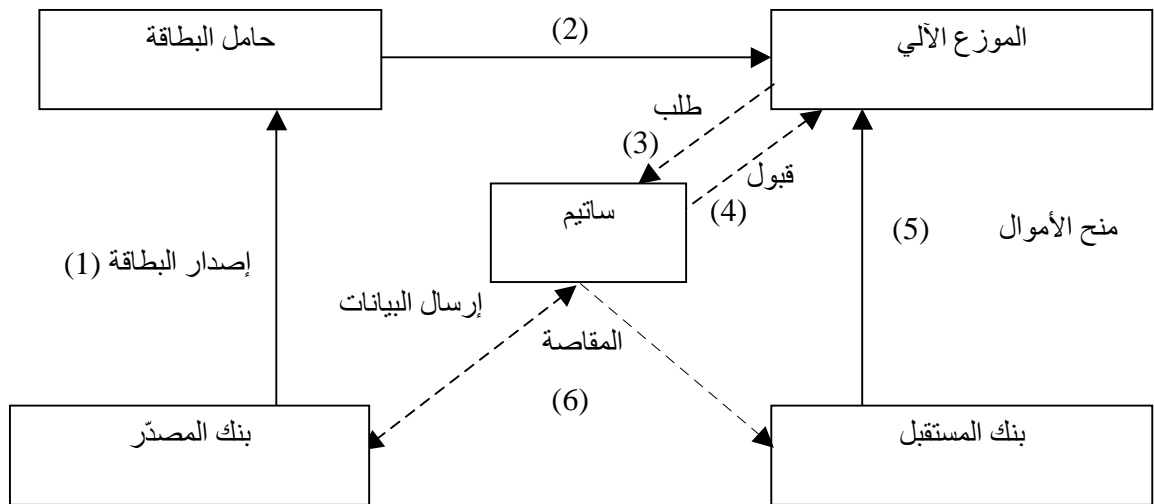 حامل البطاقة
(2)
الموزع الآلي
طلب
(3)
قبول
(4)
ساتيم
(5)
منح الأموال
(1) إصدار البطاقة
إرسال البيانات
المقاصة
(6)
بنك المصدّر
بنك المستقبل